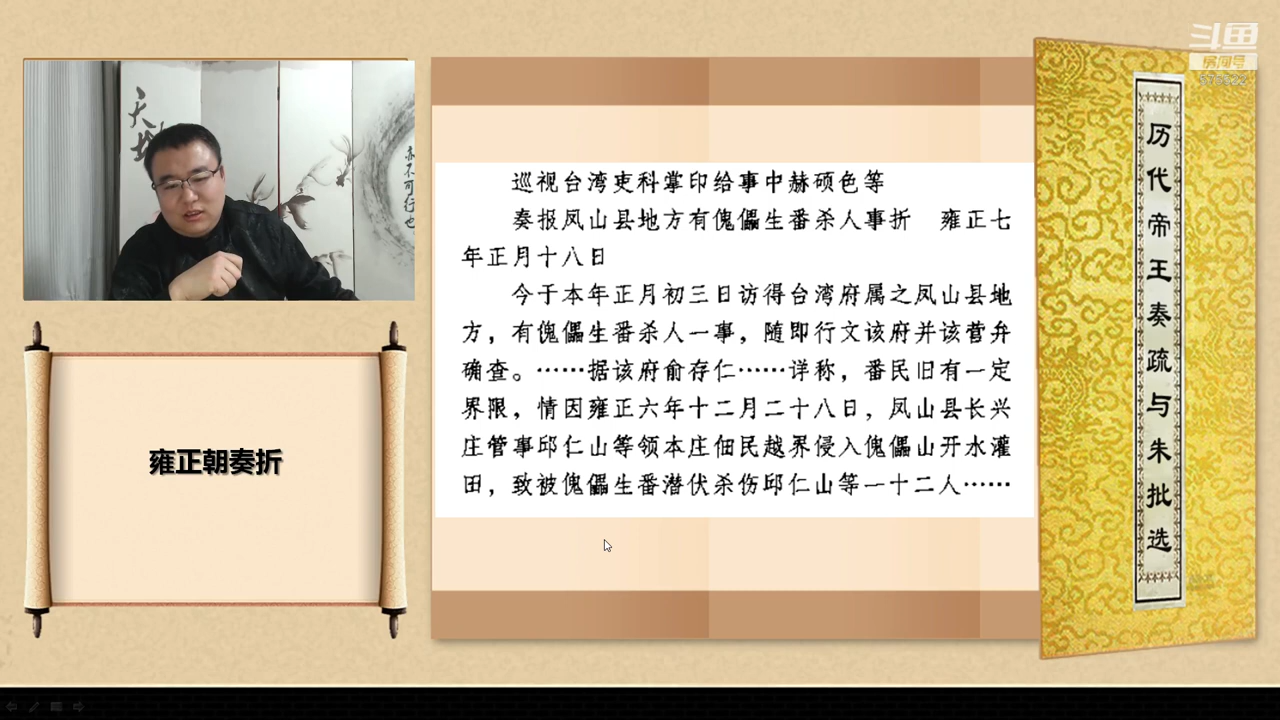 斗鱼
房间号
天地
亦不可行也
巡视台湾吏科掌印给事中赫硕色等
奏报凤山县地方有傀儡生番杀人事折 雍正七
年正月十八日
今于本年正月初三日访得台湾府属之凤山县地
方，有傀儡生番杀人一事，随即行文该府并该营弁
确查。……据该府俞存仁……详称，番民旧有一定
界限，情因雍正六年十二月二十八日，凤山县长兴
庄管事邱仁山等领本庄佃民越界侵入傀儡山开水灌
田，致被傀儡生番潜伏杀伤邱仁山等一十二人……
雍正朝奏折
历代帝王奏疏与朱批选